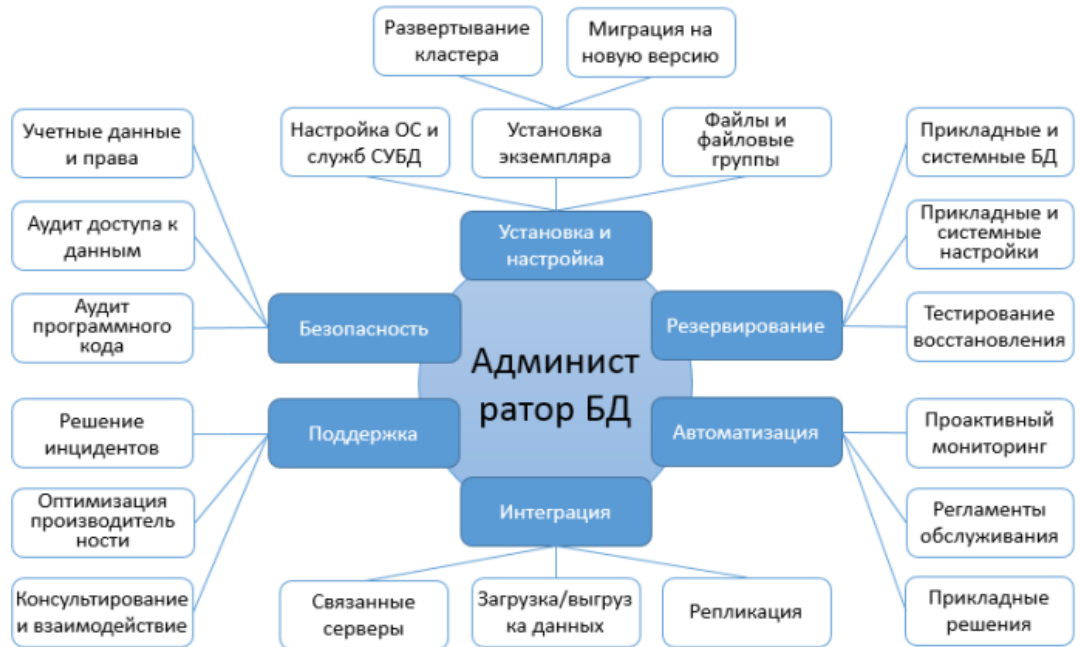 Развертывание
кластера
Миграция на
новую версию
Учетные данные
и права
Настройка ОС и
служб СУБД
Установка
экземпляра
Файлы и
файловые
группы
Прикладные и
системные БД
Аудит доступа к
данным
Установка и
настройка
Прикладные и
системные
настройки
Аудит
программного
кода
Безопасность
Резервирование
Тестирование
восстановления
Админист
ратор БД
Решение
инцидентов
Поддержка
Автоматизация
Проактивный
мониторинг
Оптимизация
производитель
ности
Интеграция
Регламенты
обслуживания
Консультирование
и взаимодействие
Связанные
серверы
Загрузка/выгруз
ка данных
Репликация
Прикладные
решения